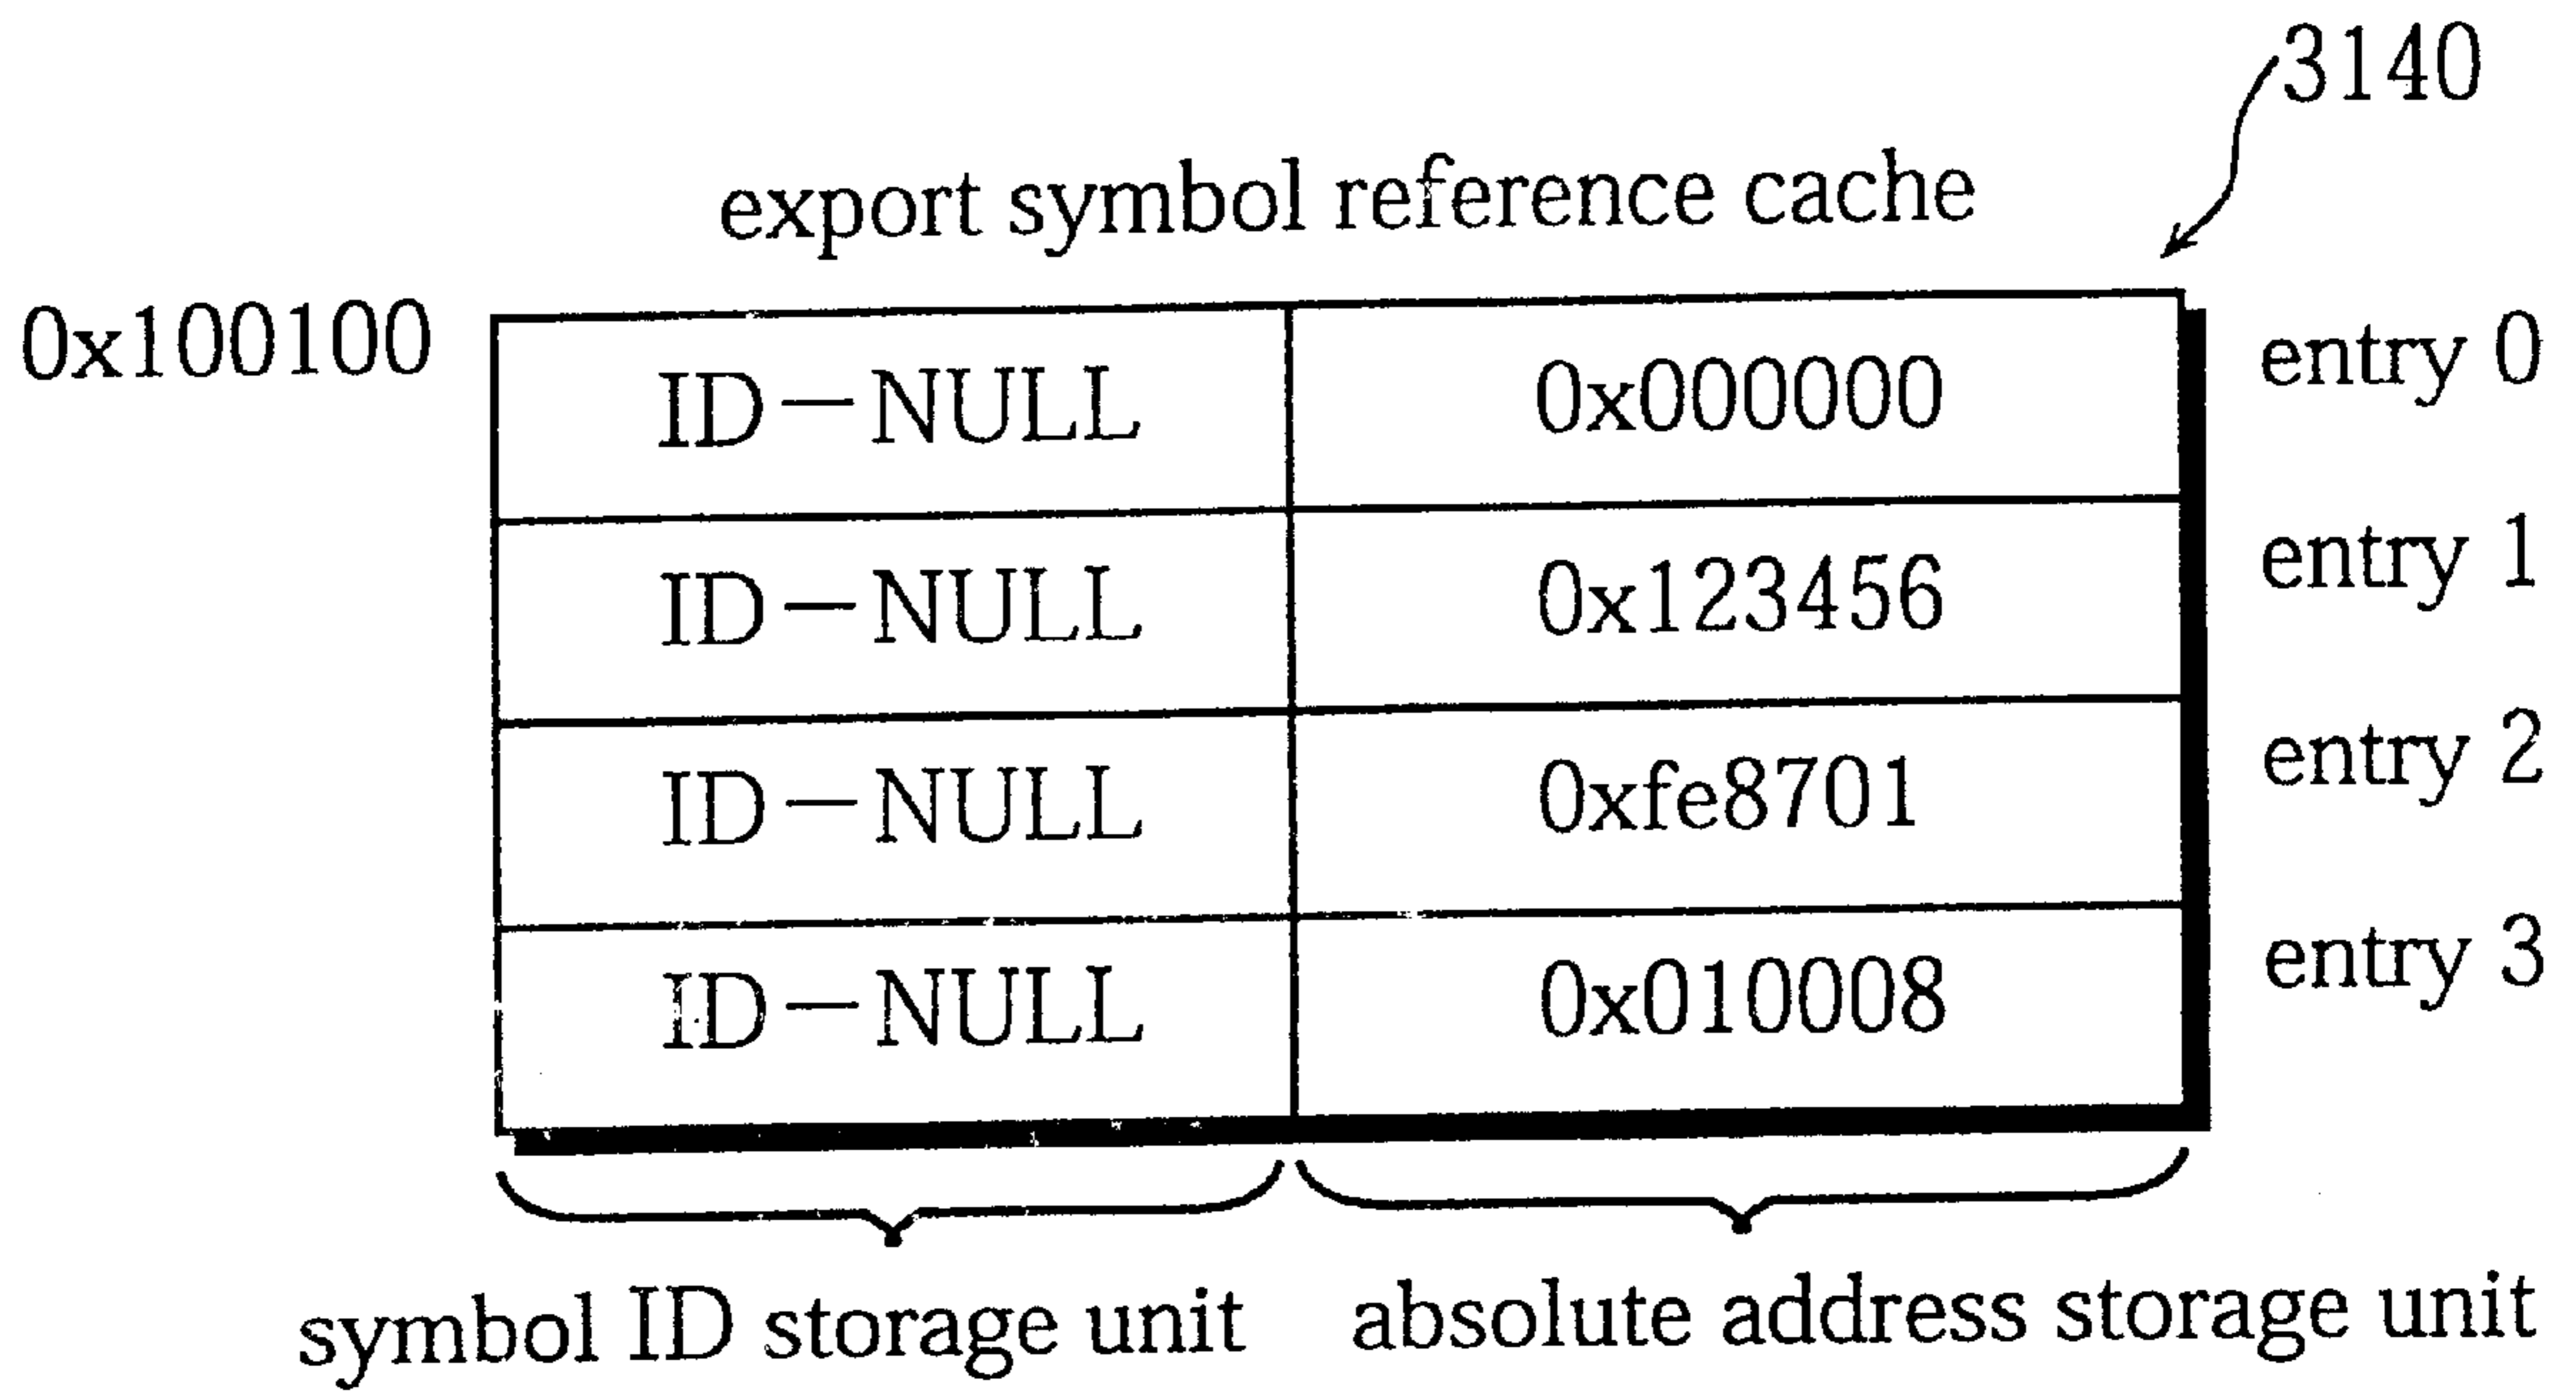 3140
export symbol reference cache
0x100100 ID－NULL 0x000000 entry 0
ID－NULL 0x123456 entry 1
ID－NULL 0xfe8701 entry 2
ID－NULL 0x010008 entry 3
symbol ID storage unit absolute address storage unit